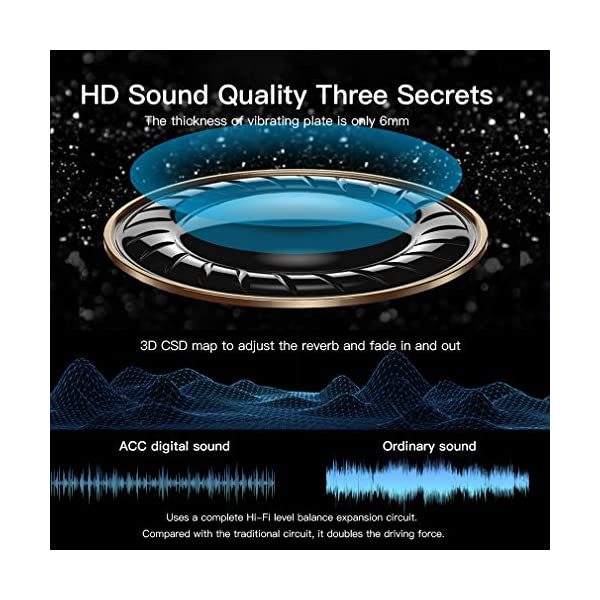 HD Sound Quality Three Secrets
The thickness of vibrating plate is only 6mm
3D CSD map to adjust the reverb and fade in and out
ACC digital sound
Ordinary sound
Uses a complete Hi-Fi level balance expansion circuit.
Compared with the traditional circuit, it doubles the driving force.